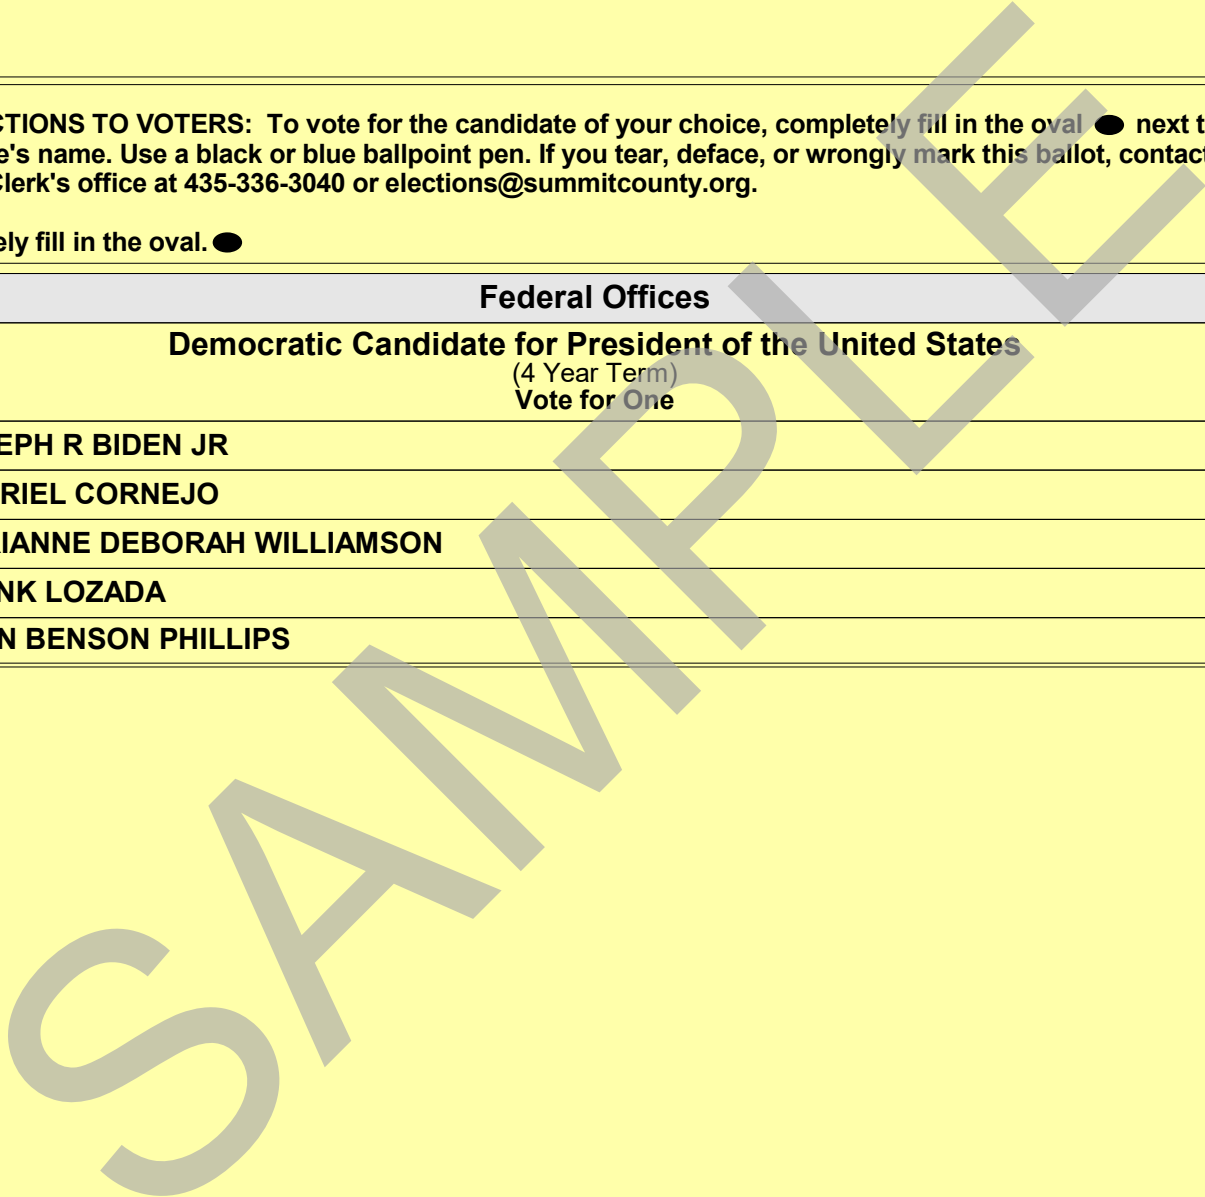 CTIONS TO VOTERS: To vote for the candidate of your choice, completely fill in the oval next t
e's name. Use a black or blue ballpoint pen. If you tear, deface, or wrongly mark this ballot, contact
Clerk's office at 435-336-3040 or elections@summitcounty.org.
ely fill in the oval.
Federal Offices
Democratic Candidate for President of the United States
(4 Year Term)
Vote for One
EPH R BIDEN JR
RIEL CORNEJO
IANNE DEBORAH WILLIAMSON
NK LOZADA
N BENSON PHILLIPS
SAMPLE